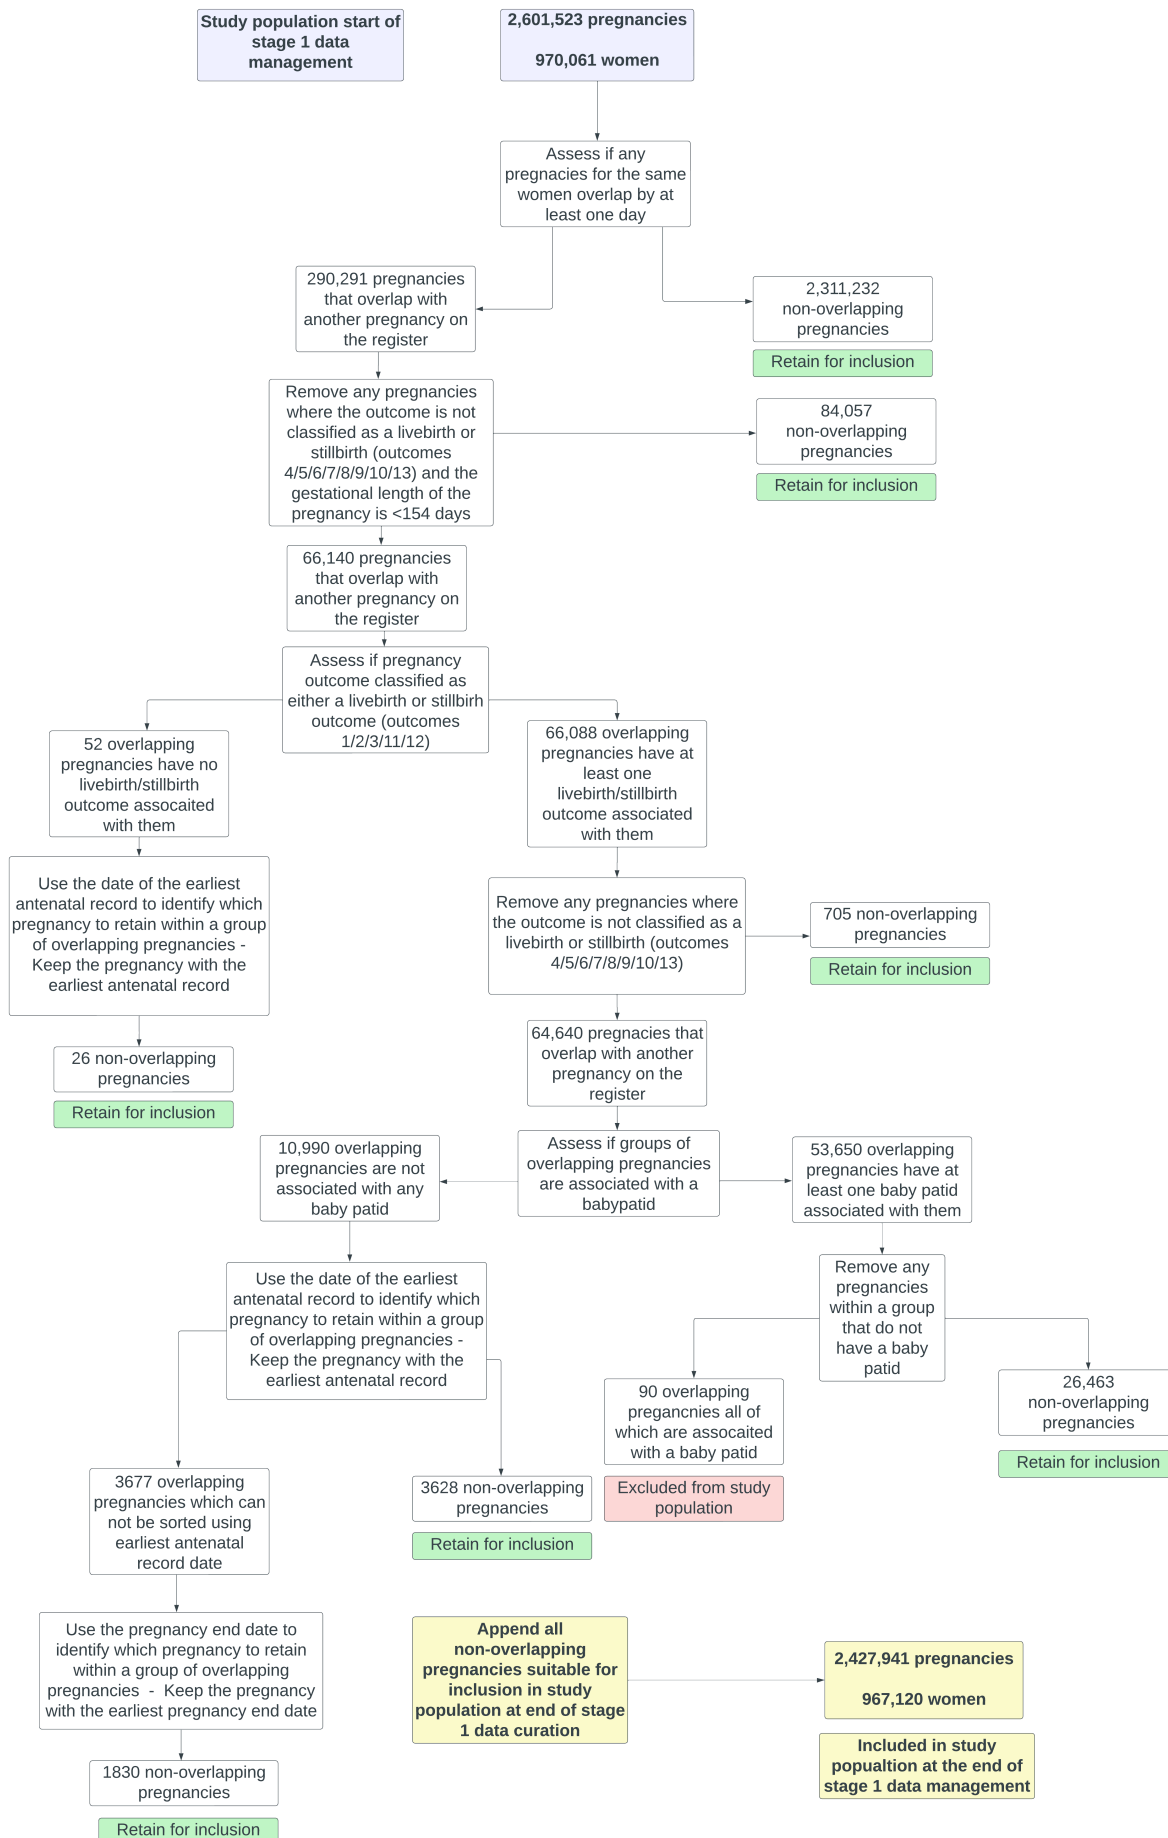 Study population start of
stage 1 data
management
2,601,523 pregnancies
970,061 women
Assess if any
pregnacies for the same
women overlap by at
least one day
290,291 pregnancies
that overlap with
another pregnancy on
the register
2,311,232
non-overlapping
pregnancies
Retain for inclusion
Remove any pregnancies
where the outcome is not
classified as a livebirth or
stillbirth (outcomes
4/5/6/7/8/9/10/13) and the
gestational length of the
pregnancy is <154 days
84,057
non-overlapping
pregnancies
Retain for inclusion
66,140 pregnancies
that overlap with
another pregnancy on
the register
Assess if pregnancy
outcome classified as
either a livebirth or stillbirh
outcome (outcomes
1/2/3/11/12)
52 overlapping
pregnancies have no
livebirth/stillbirth
outcome assocaited
with them
66,088 overlapping
pregnancies have at
least one
livebirth/stillbirth
outcome associated
with them
Use the date of the earliest
antenatal record to identify which
pregnancy to retain within a group
of overlapping pregnancies -
Keep the pregnancy with the
earliest antenatal record
Remove any pregnancies where
the outcome is not classified as a
livebirth or stillbirth (outcomes
4/5/6/7/8/9/10/13)
705 non-overlapping
pregnancies
Retain for inclusion
26 non-overlapping
pregnancies
Retain for inclusion
64,640 pregnacies that
overlap with another
pregnancy on the
register
10,990 overlapping
pregnancies are not
associated with any
baby patid
Assess if groups of
overlapping pregnancies
are associated with a
babypatid
53,650 overlapping
pregnancies have at
least one baby patid
associated with them
Use the date of the earliest
antenatal record to identify which
pregnancy to retain within a group
of overlapping pregnancies -
Keep the pregnancy with the
earliest antenatal record
Remove any
pregnancies
within a group
that do not
have a baby
patid
90 overlapping
pregancnies all of
which are assocaited
with a baby patid
Excluded from study
population
26,463
non-overlapping
pregnancies
Retain for inclusion
3677 overlapping
pregnancies which can
not be sorted using
earliest antenatal
record date
3628 non-overlapping
pregnancies
Retain for inclusion
Use the pregnancy end date to
identify which pregnancy to retain
within a group of overlapping
pregnancies - Keep the pregnancy
with the earliest pregnancy end date
1830 non-overlapping
pregnancies
Retain for inclusion
Append all
non-overlapping
pregnancies suitable for
inclusion in study
population at end of stage
1 data curation
2,427,941 pregnancies
967,120 women
Included in study
popualtion at the end of
stage 1 data management